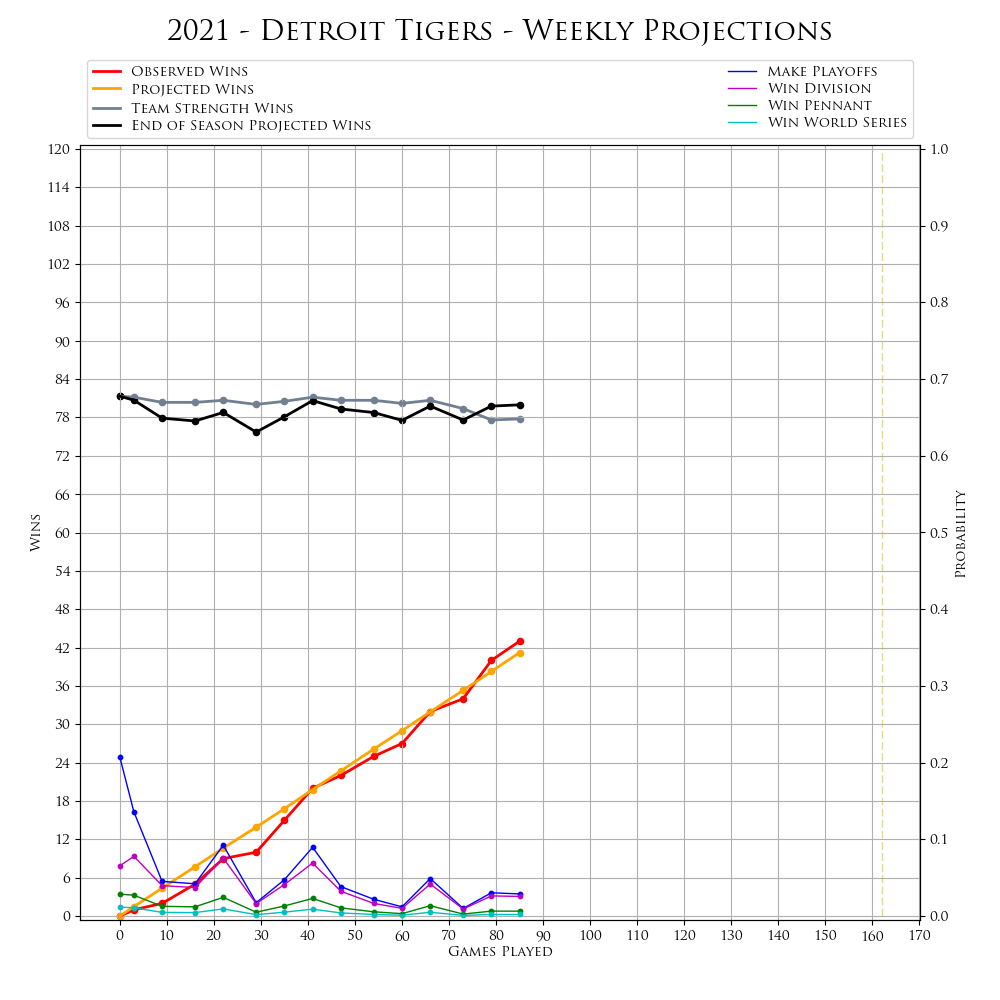 2021 - Detroit Tigers - Weekly Projections
Observed Wins
Projected Wins
Team Strength Wins
End of Season Projected Wins
Make Playoffs
Win Division
Win Pennant
Win World Series
120
114
108
102
96
90
84
78
72
66
60
54
48
42
36
30
24
18
12
6
0
Wins
1.0
0.9
0.8
0.7
0.6
0.5
0.4
0.3
0.2
0.1
0.0
Probability
0 10 20 30 40 50 60 70 80 90 100 110 120 130 140 150 160 170
Games Played